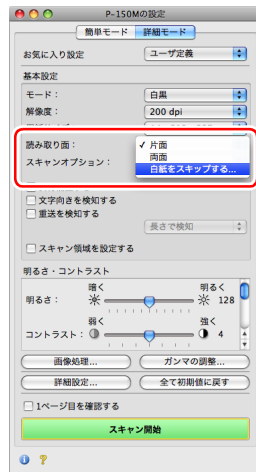 P-150Mの設定
簡単モード 詳細モード
お気に入り設定 ユーザ定義
基本設定
モード： 白黒
解像度： 200 dpi
読み取り面： ✓ 片面
両面
スキャンオプション： 白紙をスキップする...
文字向きを検知する
重送を検知する
長さで検知
スキャン領域を設定する
明るさ・コントラスト
暗く 明るく
明るさ： 128
弱く 強く
コントラスト： 4
画像処理... ガンマの調整...
詳細設定... 全て初期値に戻す
1ページ目を確認する
スキャン開始